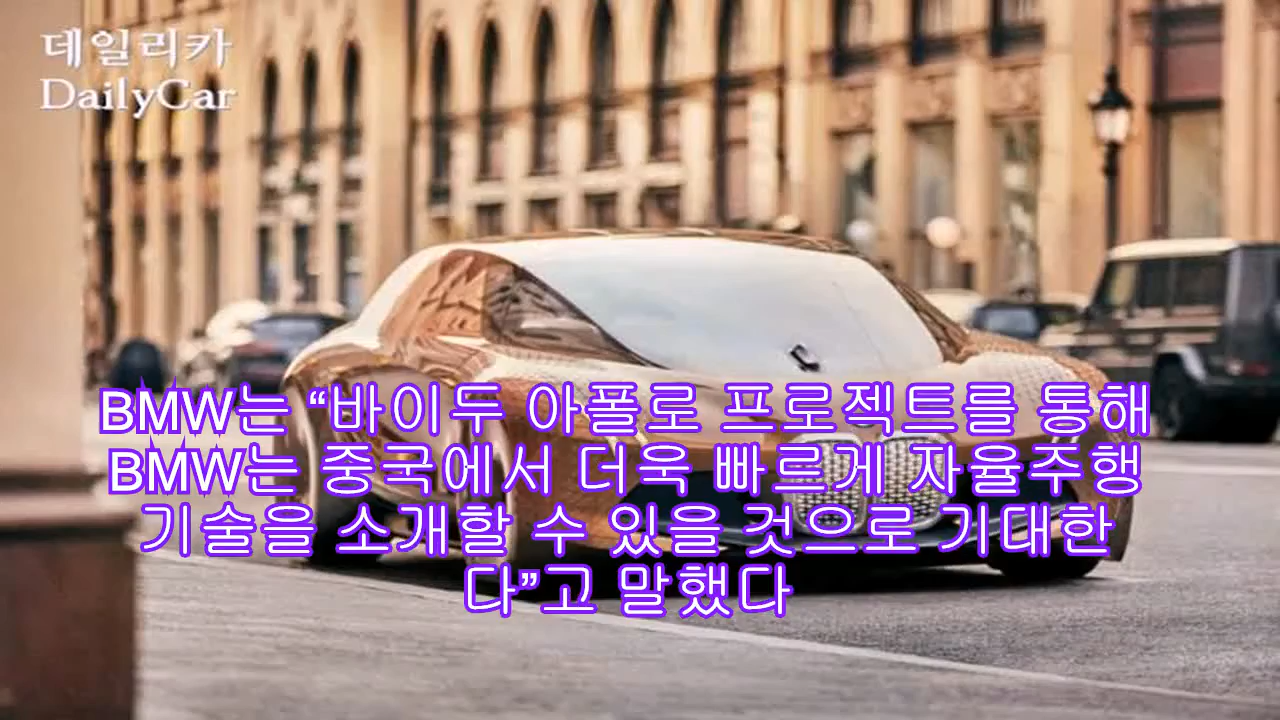 데일리카
DailyCar
BMW는 “바이두 아폴로 프로젝트를 통해
BMW는 중국에서 더욱 빠르게 자율주행
기술을 소개할 수 있을 것으로 기대한
다”고 말했다